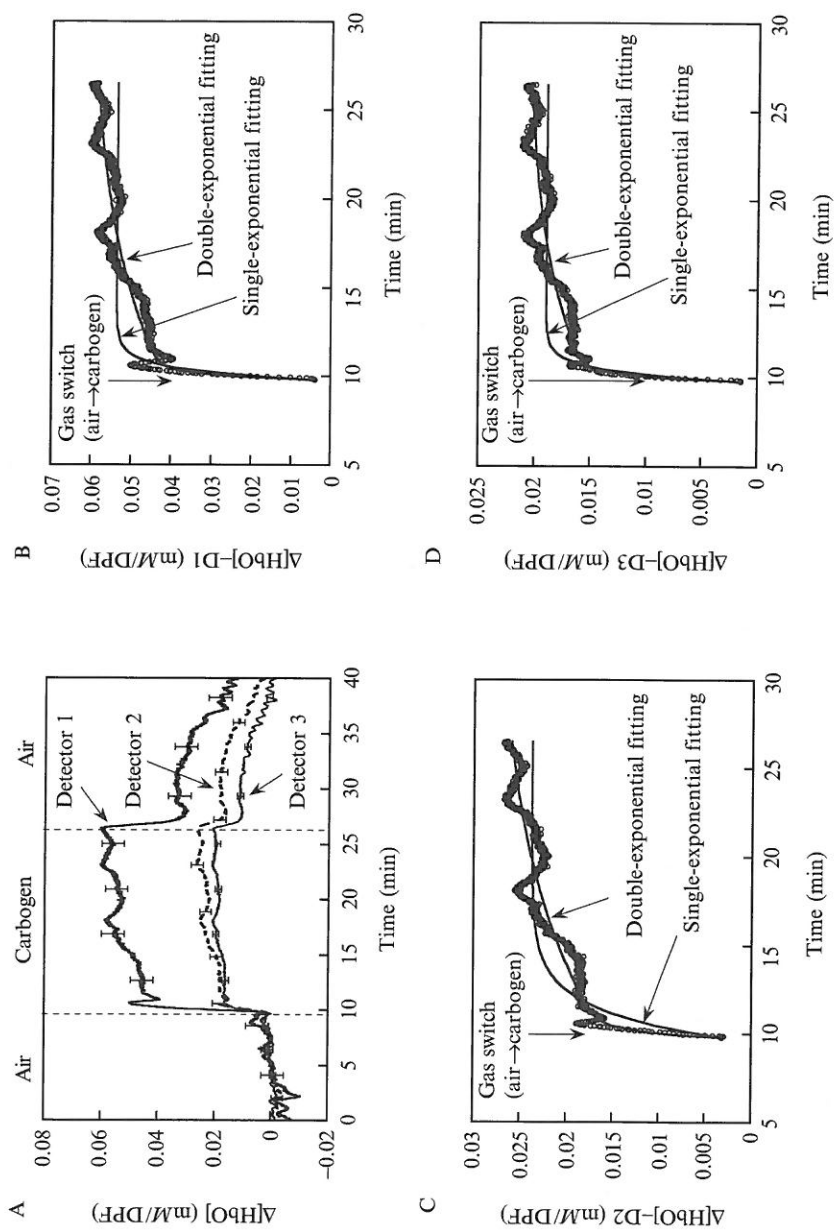 A
Air
Carbogen
Air
Detector 1
Detector 2
Detector 3
0.08
0.06
0.04
0.02
0
−0.02
0
5
10
15
20
25
30
35
40
Δ[HbO] (mM/DPF)
Time (min)
B
Gas switch
(air→carbogen)
Double-exponential fitting
Single-exponential fitting
0.07
0.06
0.05
0.04
0.03
0.02
0.01
0
5
10
15
20
25
30
Δ[HbO]–D1 (mM/DPF)
Time (min)
C
Gas switch
(air→carbogen)
Double-exponential fitting
Single-exponential fitting
0.03
0.025
0.02
0.015
0.01
0.005
0
5
10
15
20
25
30
Δ[HbO]–D2 (mM/DPF)
Time (min)
D
Gas switch
(air→carbogen)
Double-exponential fitting
Single-exponential fitting
0.025
0.02
0.015
0.01
0.005
0
5
10
15
20
25
30
Δ[HbO]–D3 (mM/DPF)
Time (min)